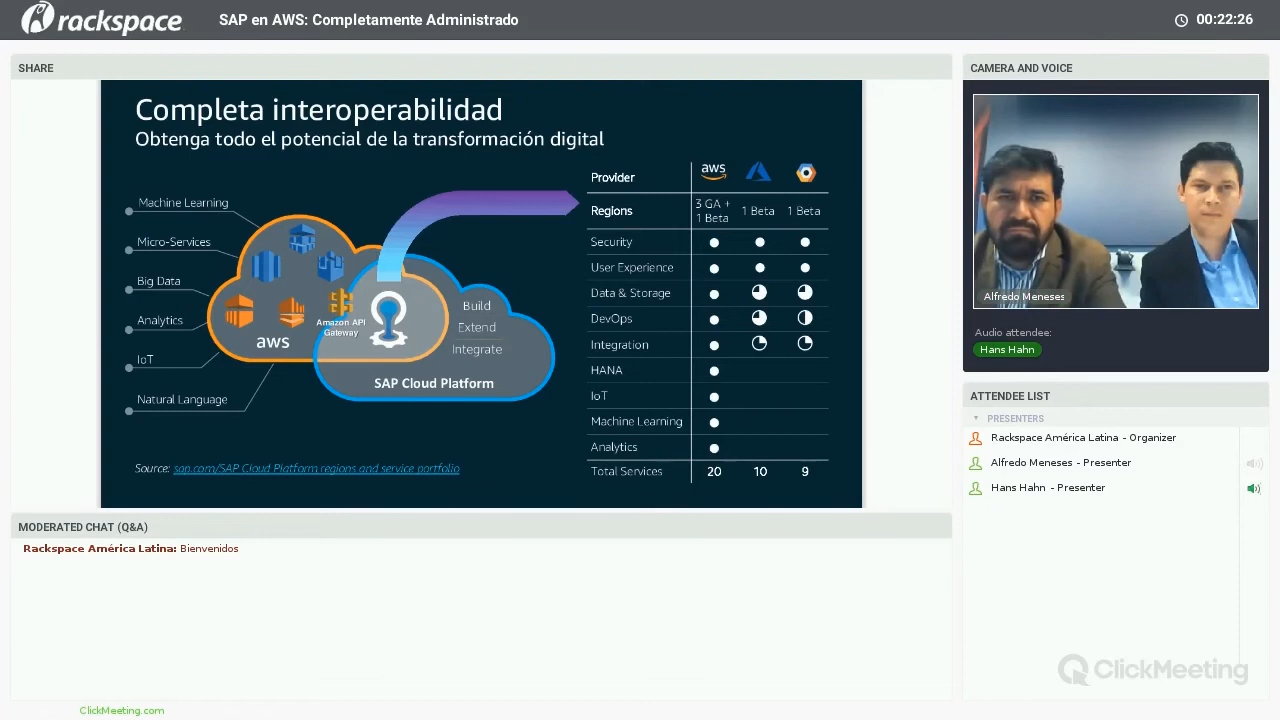 rackspace
SAP en AWS: Completamente Administrado
00:22:26
SHARE
Completa interoperabilidad
Obtenga todo el potencial de la transformación digital
Machine Learning
Micro-Services
Big Data
Analytics
IoT
Natural Language
Amazon API
Gateway
aws
Build
Extend
Integrate
SAP Cloud Platform
Source: sap.com/SAP Cloud Platform regions and service portfolio
Provider aws
Regions 3 GA + 1 Beta 1 Beta 1 Beta
Security
User Experience
Data & Storage
DevOps
Integration
HANA
IoT
Machine Learning
Analytics
Total Services 20 10 9
CAMERA AND VOICE
Alfredo Meneses
Audio attendee:
Hans Hahn
ATTENDEE LIST
PRESENTERS
Rackspace América Latina - Organizer
Alfredo Meneses - Presenter
Hans Hahn - Presenter
MODERATED CHAT (Q&A)
Rackspace América Latina: Bienvenidos
ClickMeeting
ClickMeeting.com